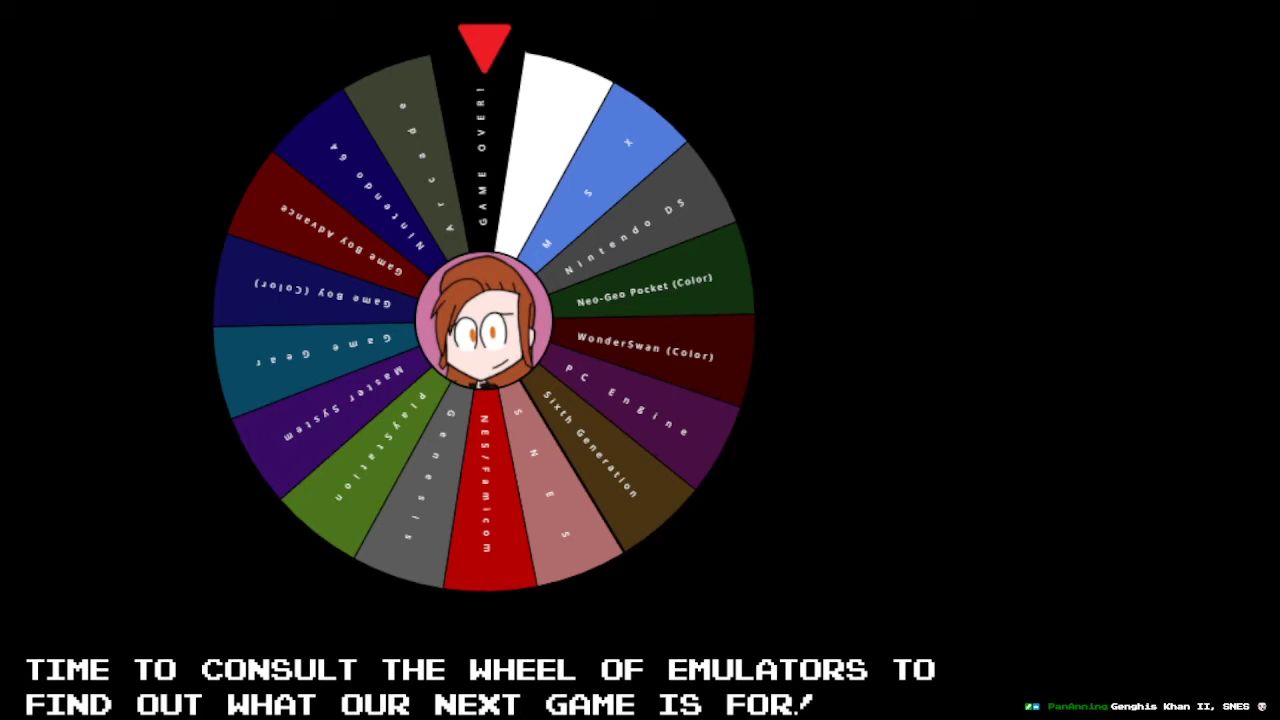 GAME OVER!
MSX
Nintendo DS
Neo-Geo Pocket (Color)
WonderSwan (Color)
PC Engine
Sixth Generation
SNES
NES/Famicom
Genesis
PlayStation
Master System
Game Gear
Game Boy (Color)
Game Boy Advance
Nintendo 64
Arcade
TIME TO CONSULT THE WHEEL OF EMULATORS TO
FIND OUT WHAT OUR NEXT GAME IS FOR!
PanAnning Genghis Khan II, SNES